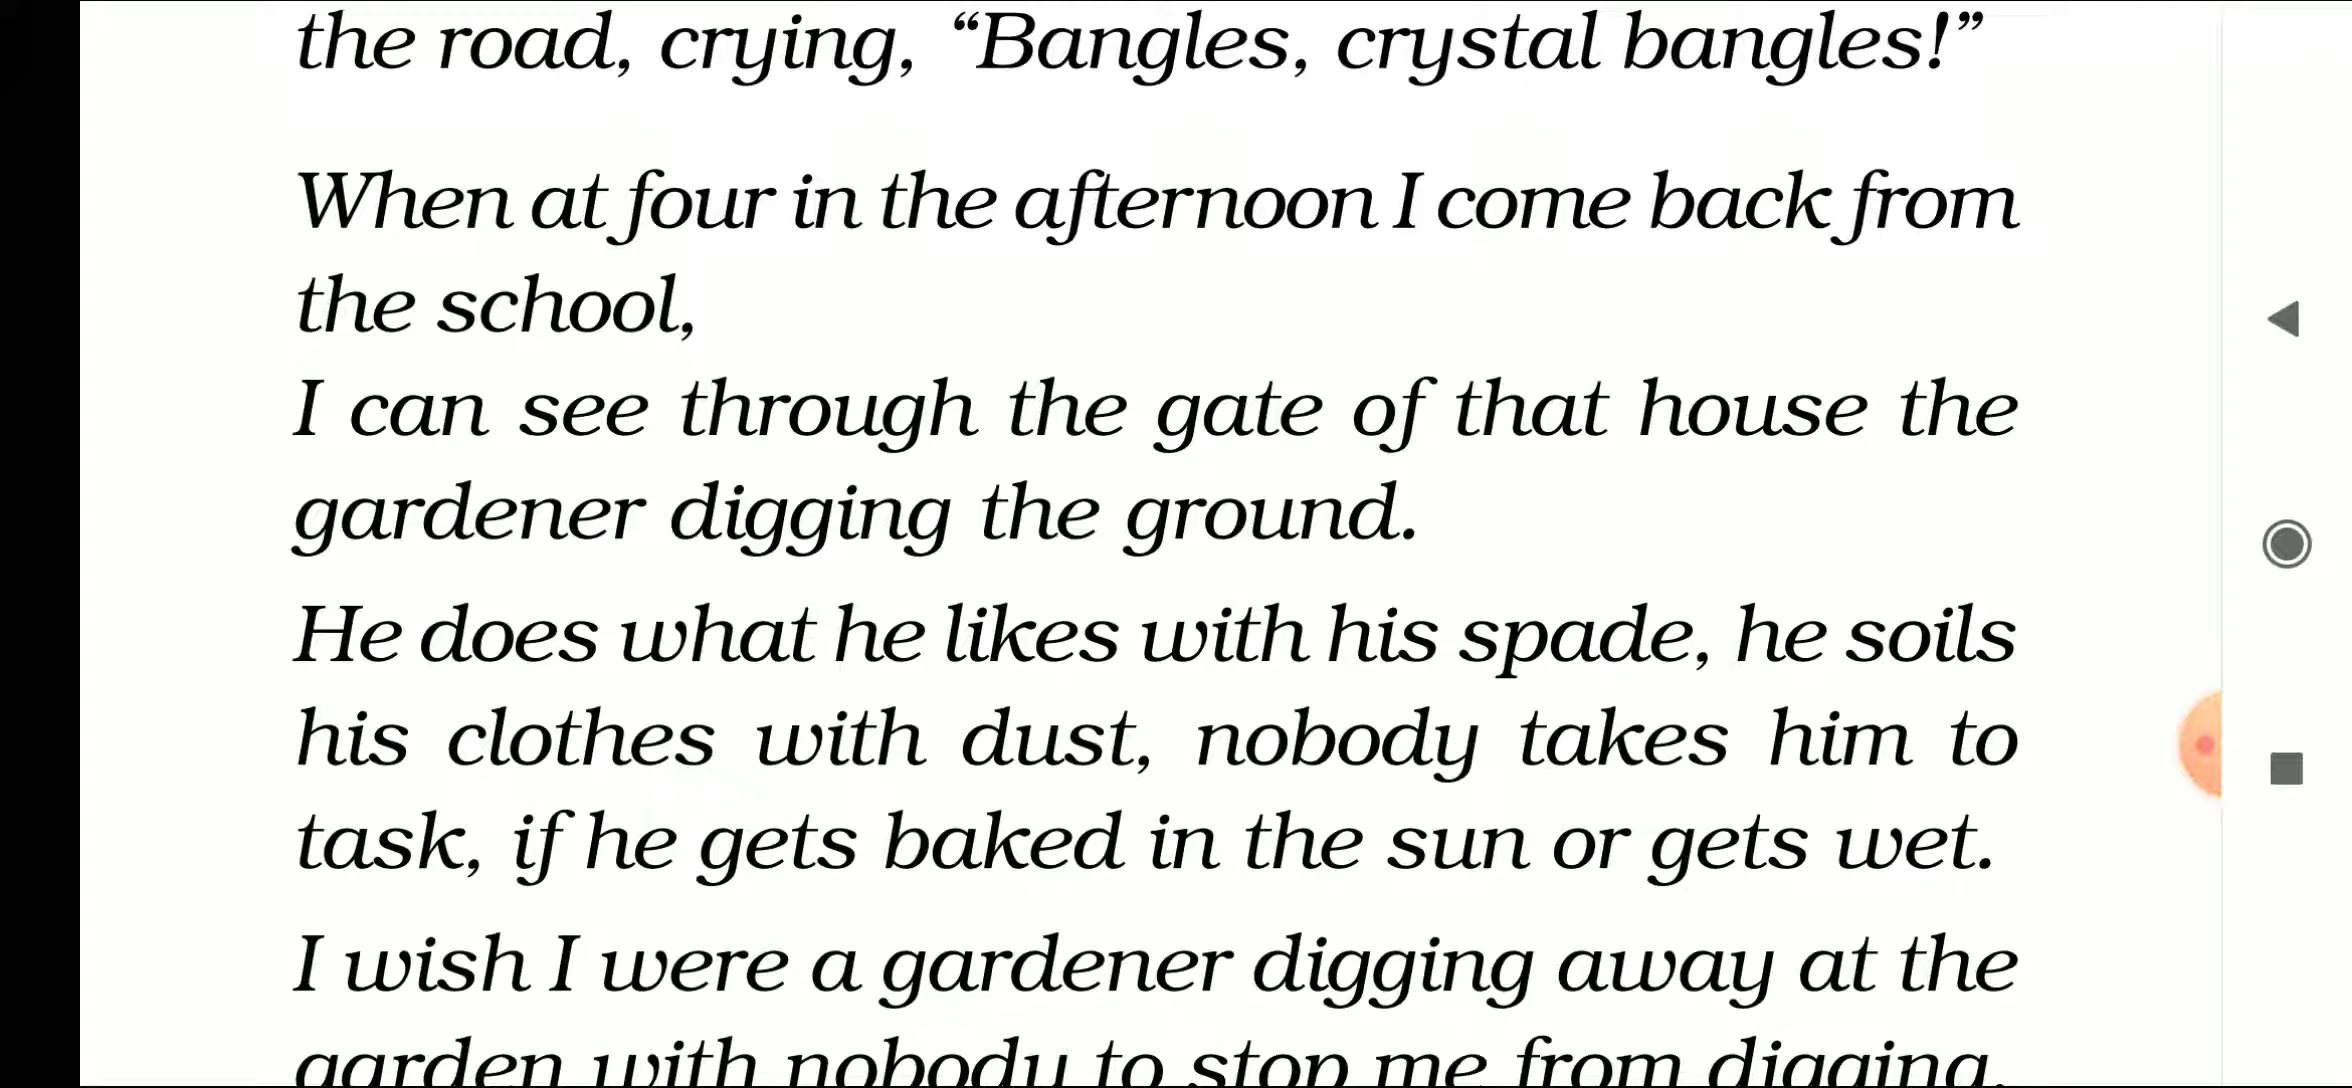 the road, crying, “Bangles, crystal bangles!”
When at four in the afternoon I come back from
the school,
I can see through the gate of that house the
gardener digging the ground.
He does what he likes with his spade, he soils
his clothes with dust, nobody takes him to
task, if he gets baked in the sun or gets wet.
I wish I were a gardener digging away at the
garden with nobody to stop me from digging.